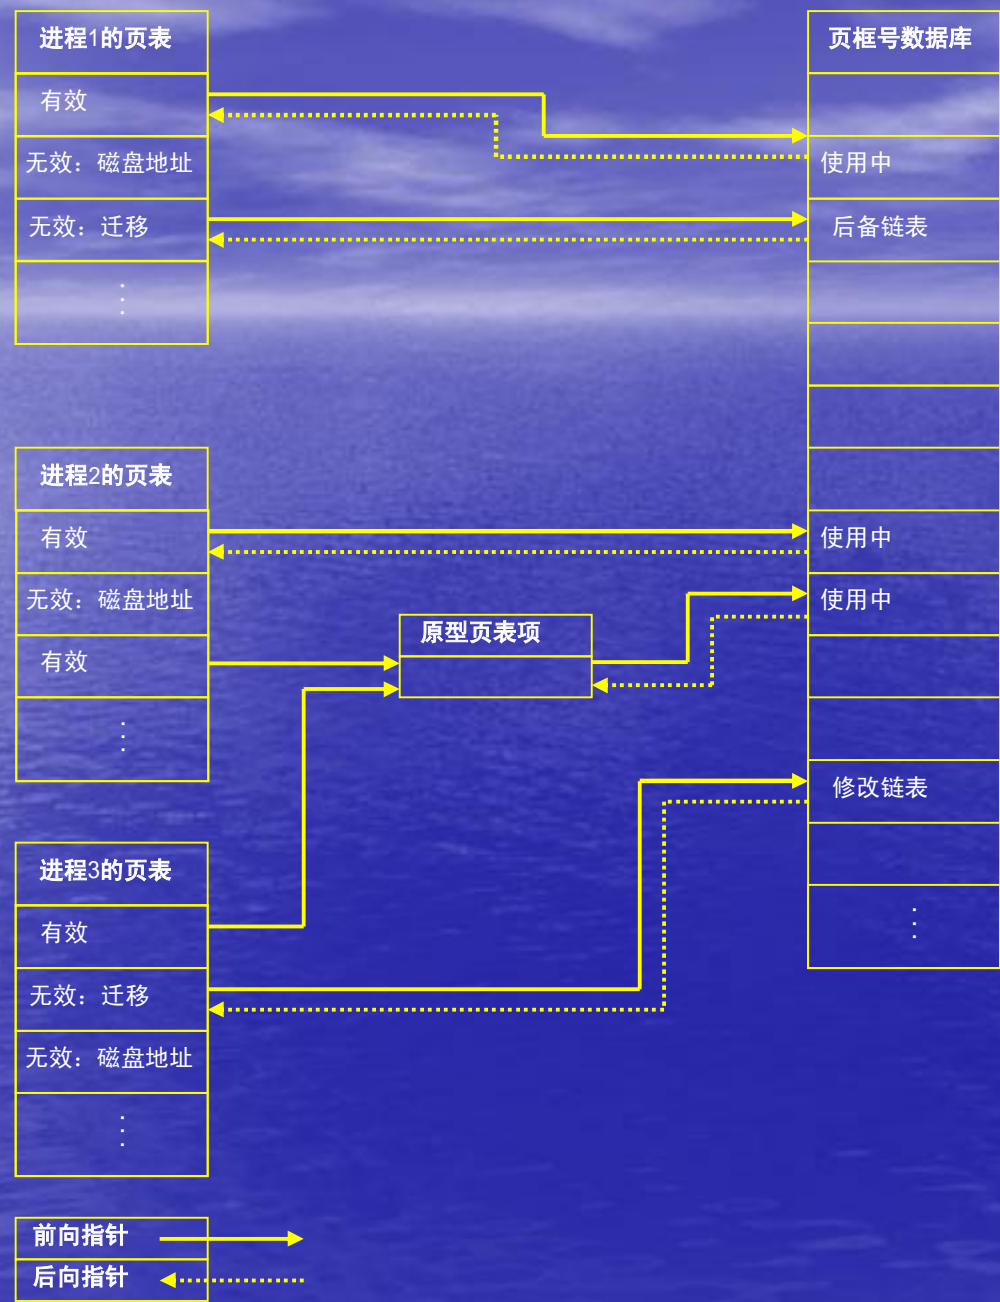 进程1的页表
有效
无效：磁盘地址
无效：迁移
⋮
进程2的页表
有效
无效：磁盘地址
有效
⋮
进程3的页表
有效
无效：迁移
无效：磁盘地址
⋮
原型页表项
页框号数据库
使用中
后备链表
使用中
使用中
修改链表
⋮
前向指针
后向指针